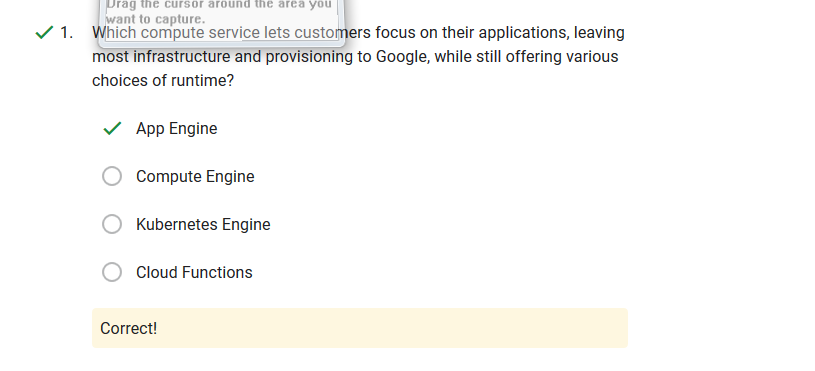 Drag the cursor around the area you
want to capture.
1. Which compute service lets customers focus on their applications, leaving
most infrastructure and provisioning to Google, while still offering various
choices of runtime?
App Engine
Compute Engine
Kubernetes Engine
Cloud Functions
Correct!